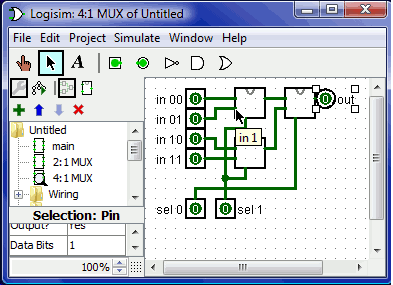 Logisim: 4:1 MUX of Untitled
File Edit Project Simulate Window Help
A
Untitled
main
2:1 MUX
4:1 MUX
Wiring
Selection: Pin
Output? Yes
Data Bits 1
100%
in 00 0
in 01 0
in 10 0
in 11 0
in 1
0 out
sel 0 0
0 sel 1